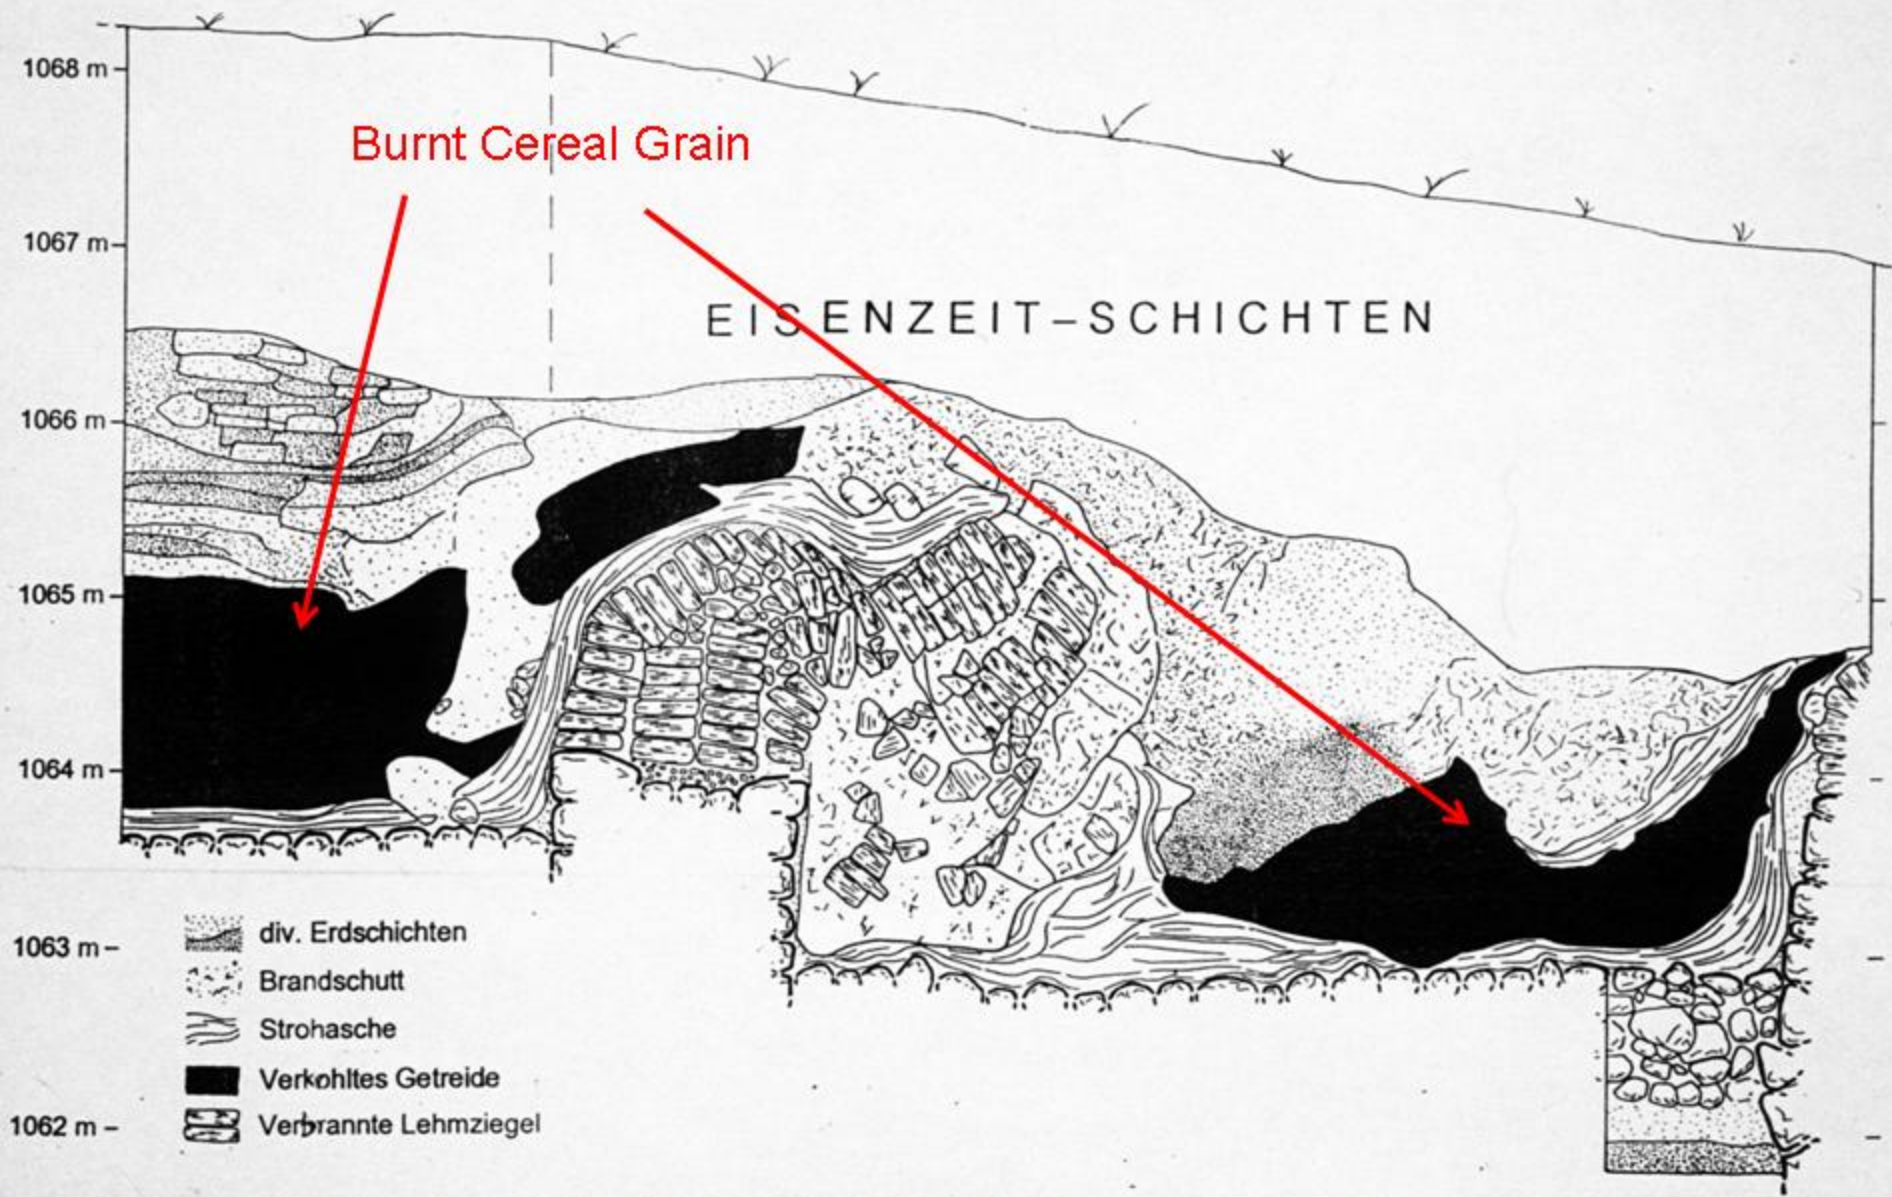 1068 m
Burnt Cereal Grain
1067 m
EISENZEIT–SCHICHTEN
1066 m
1065 m
1064 m
div. Erdschichten
1063 m
Brandschutt
Strohasche
Verkohltes Getreide
Verbrannte Lehmziegel
1062 m